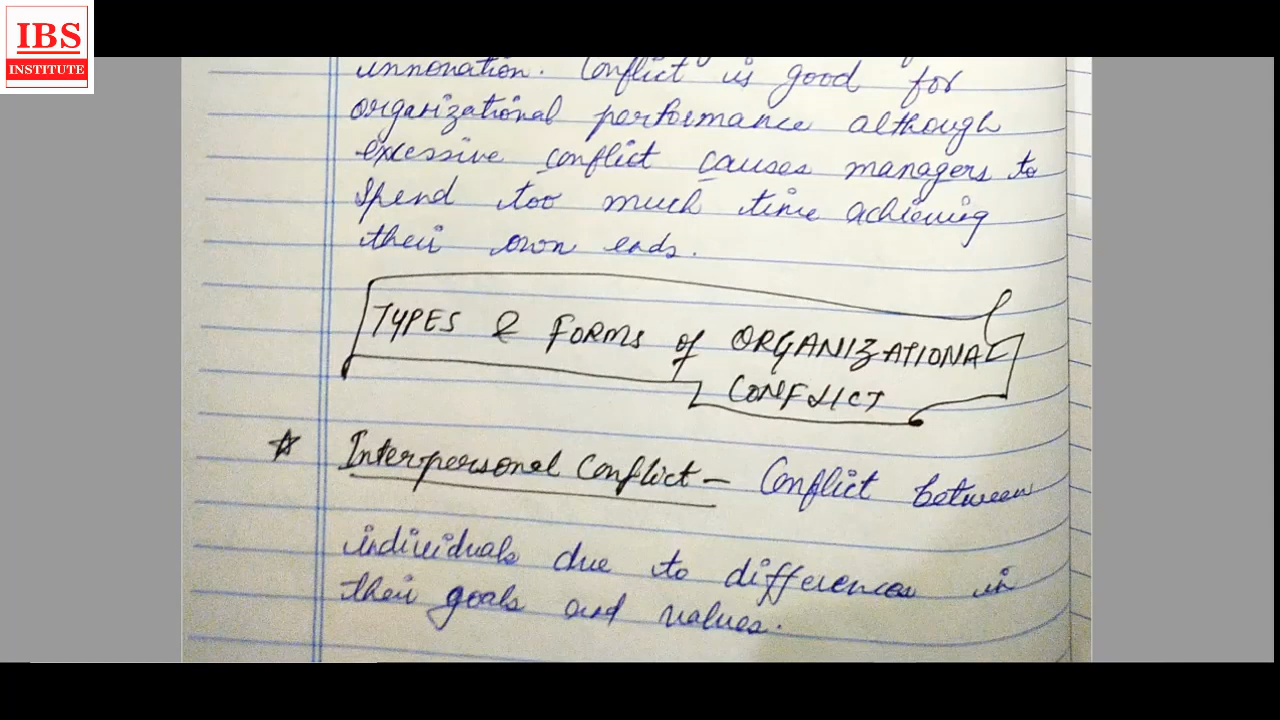 IBS
INSTITUTE
innovation. Conflict is good for
organizational performance although
excessive conflict causes managers to
spend too much time achieving
their own ends.
TYPES & FORMS of ORGANIZATIONAL
CONFLICT
☆ Interpersonal Conflict – Conflict between
individuals due to differences in
their goals and values.